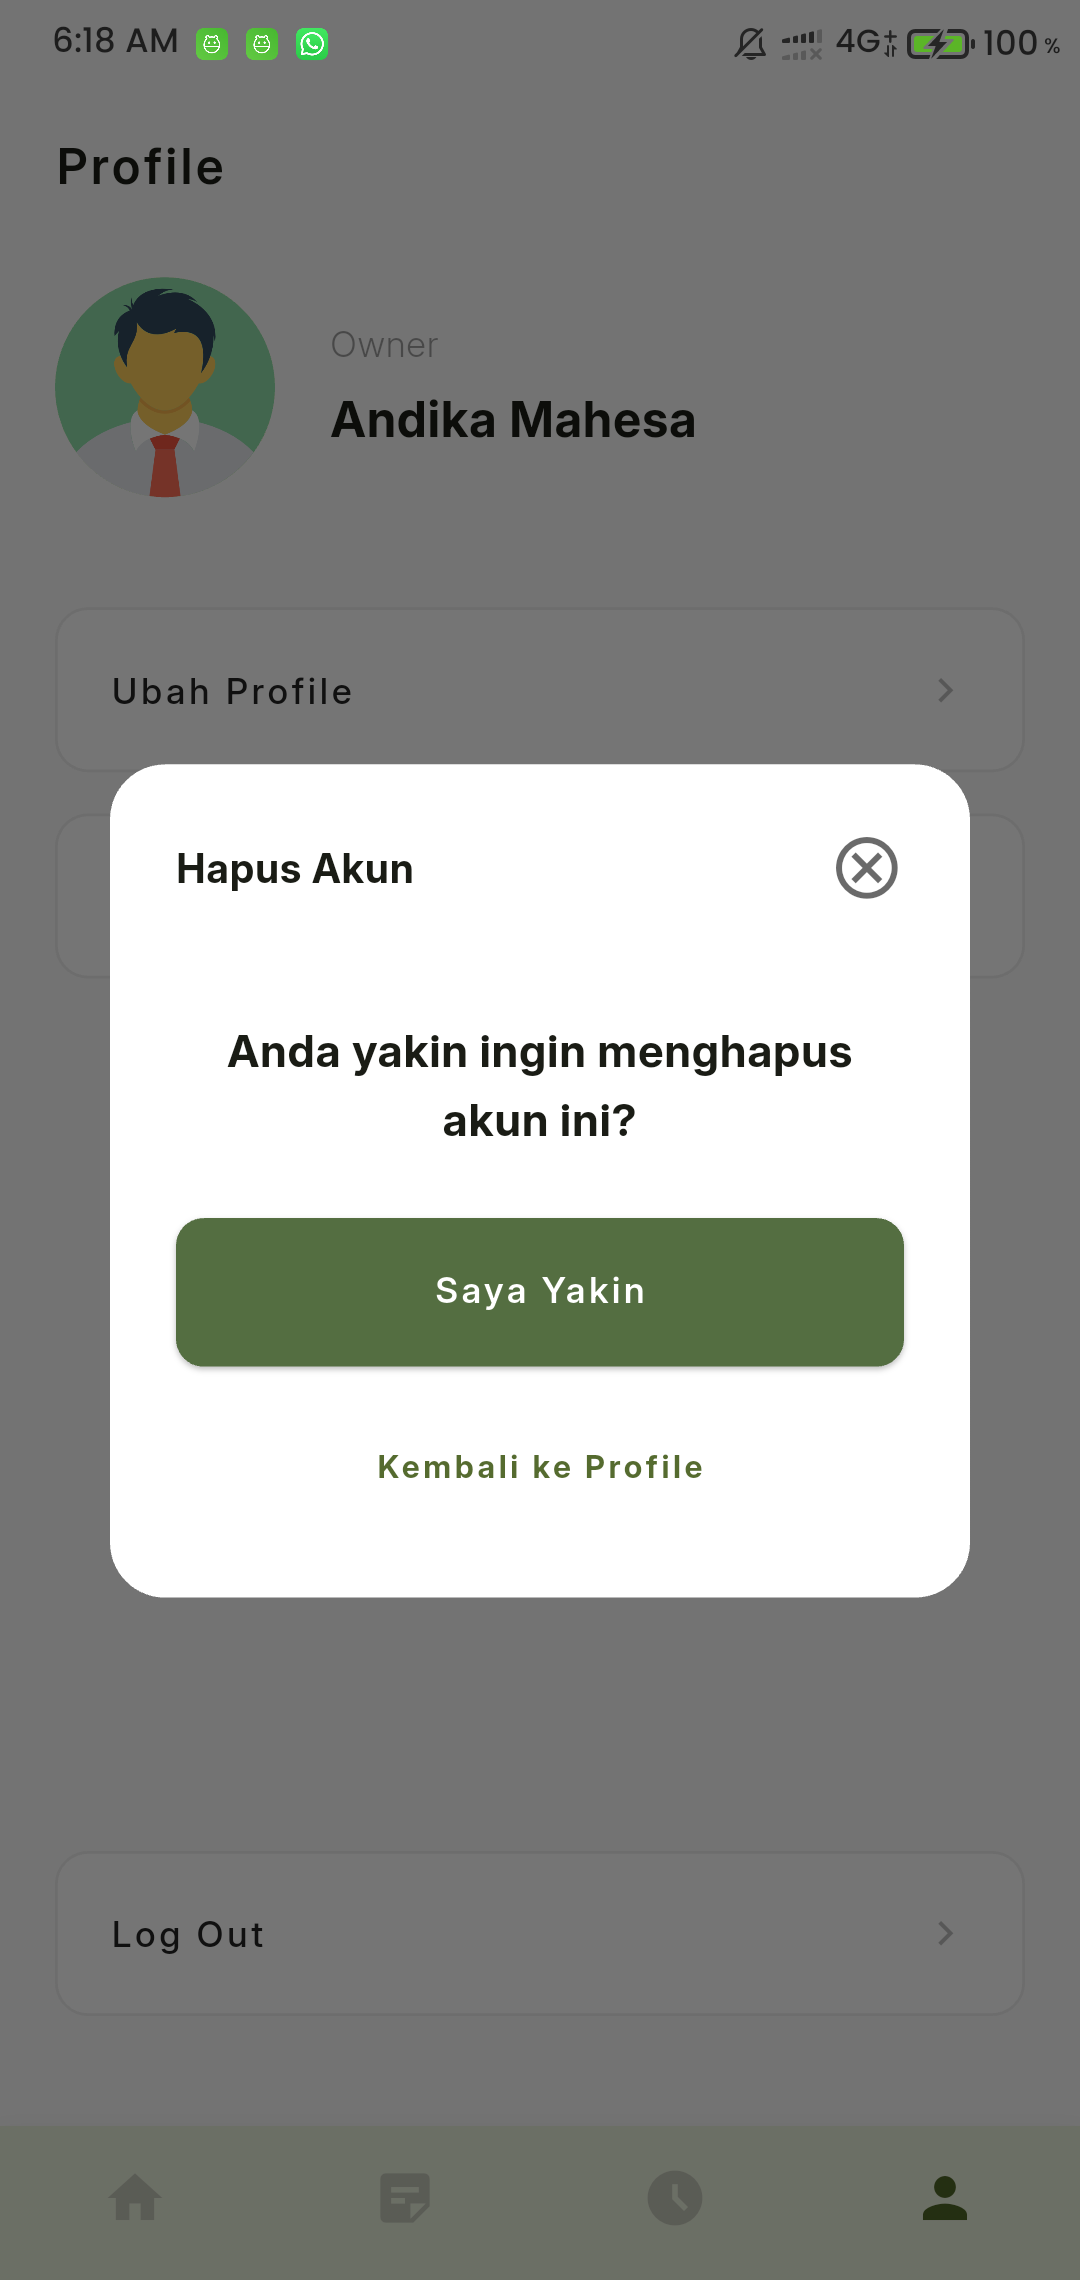 6:18 AM
4G
100 %
Profile
Owner
Andika Mahesa
Ubah Profile
Hapus Akun
Anda yakin ingin menghapus
akun ini?
Saya Yakin
Kembali ke Profile
Log Out